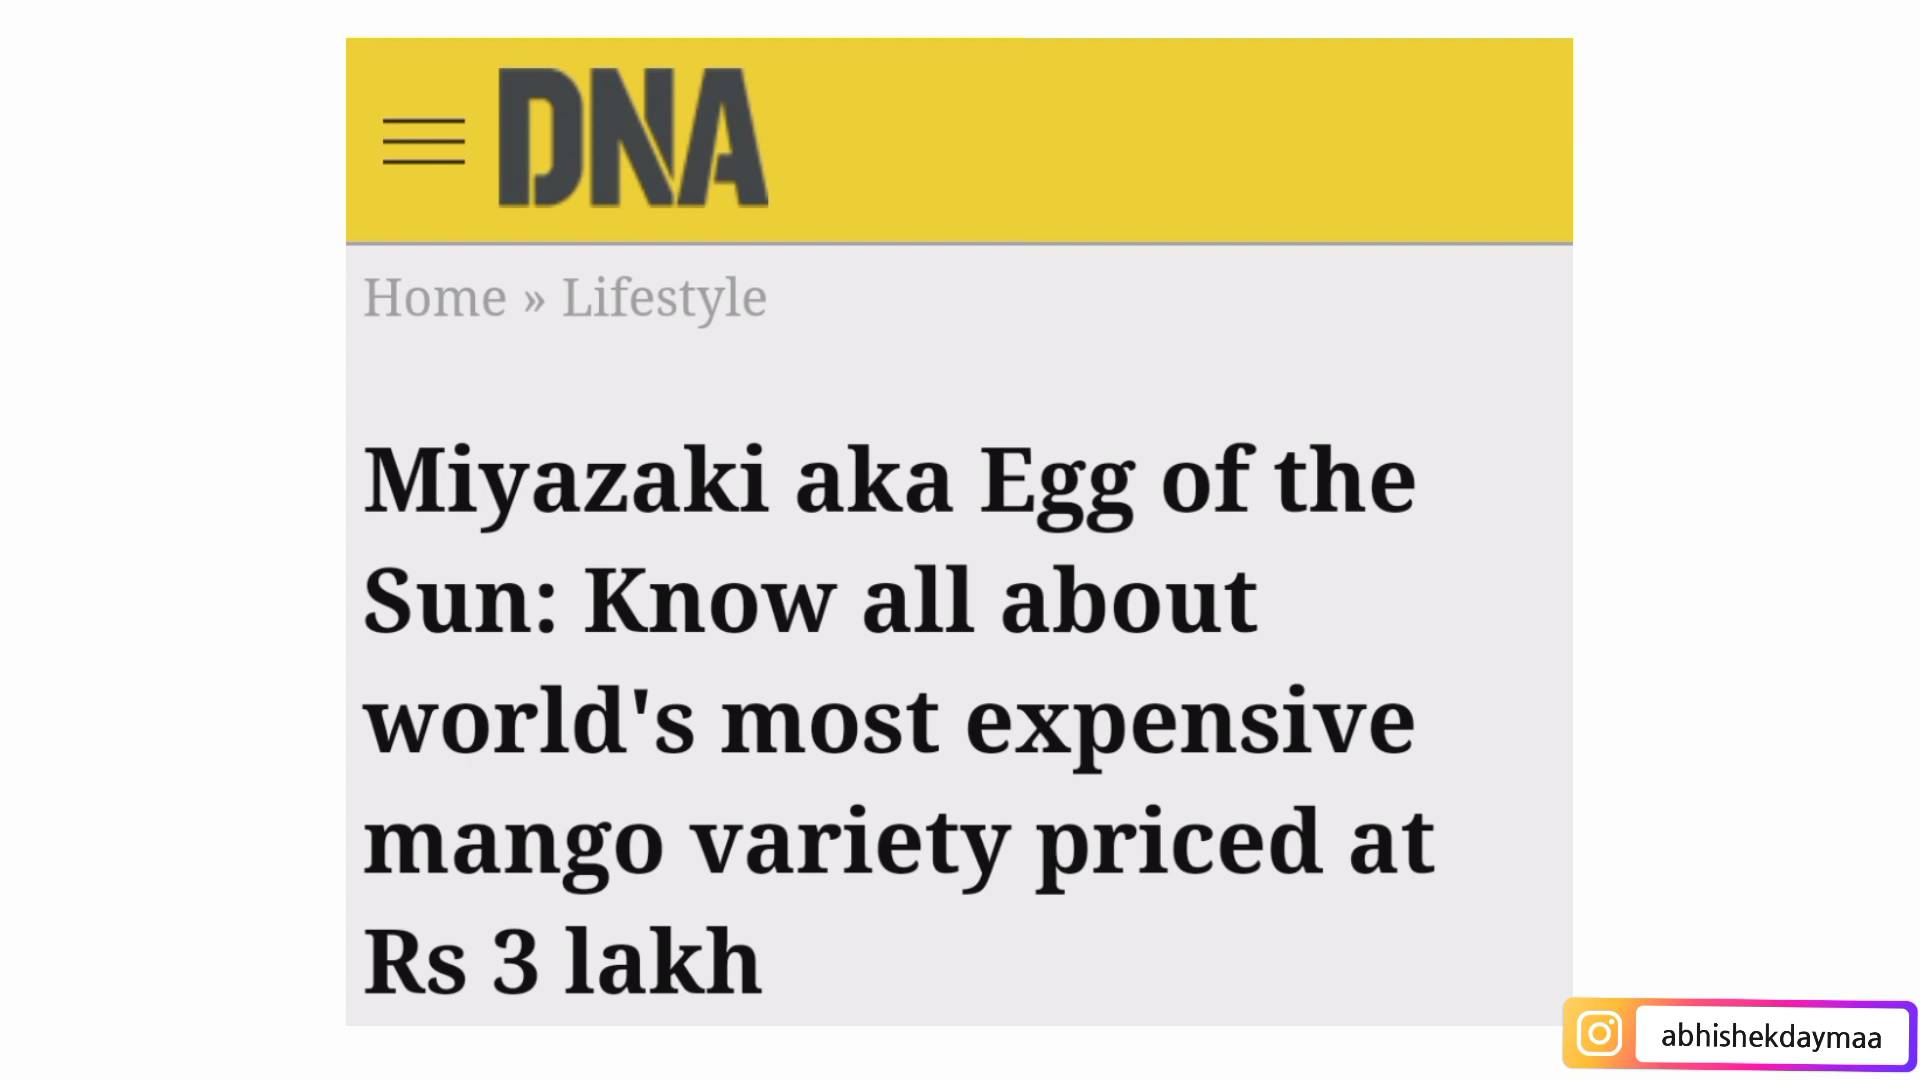 DNA
Home » Lifestyle
Miyazaki aka Egg of the
Sun: Know all about
world's most expensive
mango variety priced at
Rs 3 lakh
abhishekdaymaa